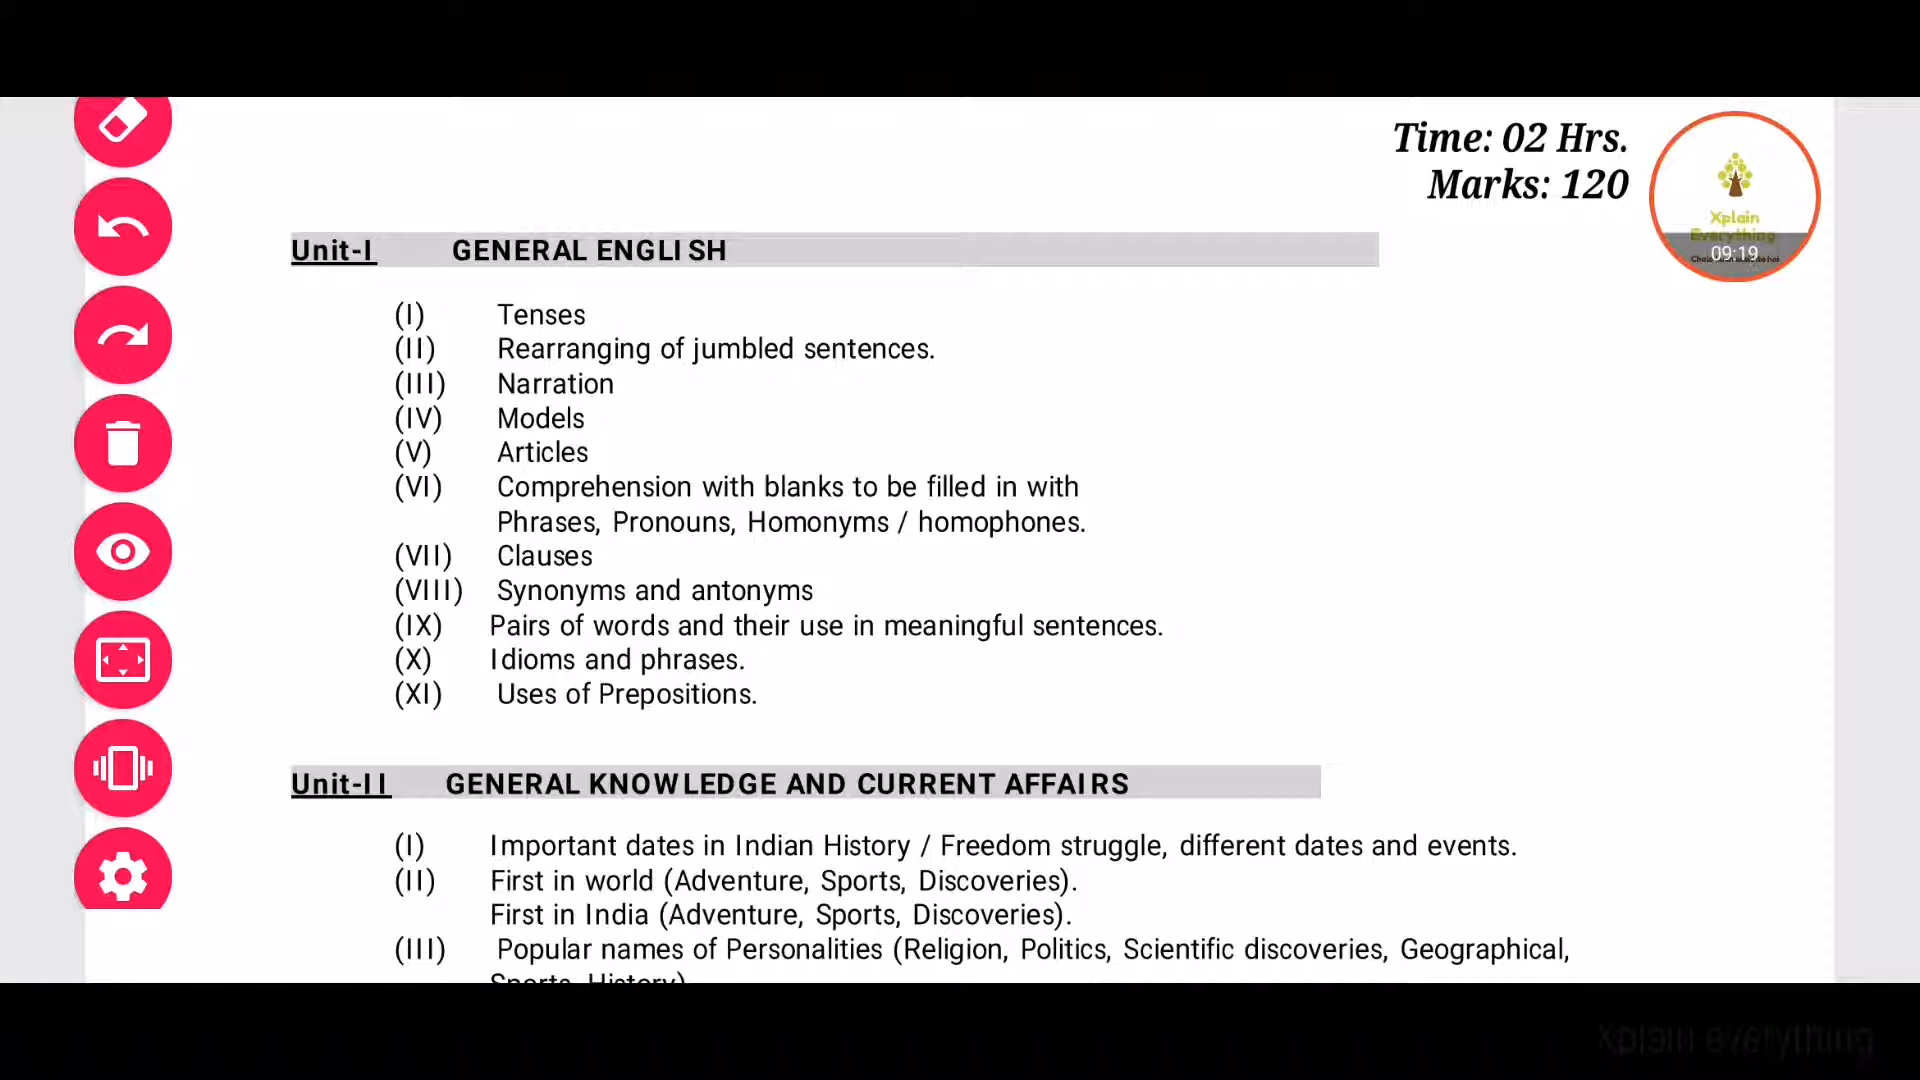 Time: 02 Hrs.
Marks: 120
Xplain
Everything
09:19
Unit-I GENERAL ENGLISH
(I) Tenses
(II) Rearranging of jumbled sentences.
(III) Narration
(IV) Models
(V) Articles
(VI) Comprehension with blanks to be filled in with
Phrases, Pronouns, Homonyms / homophones.
(VII) Clauses
(VIII) Synonyms and antonyms
(IX) Pairs of words and their use in meaningful sentences.
(X) Idioms and phrases.
(XI) Uses of Prepositions.
Unit-II GENERAL KNOWLEDGE AND CURRENT AFFAIRS
(I) Important dates in Indian History / Freedom struggle, different dates and events.
(II) First in world (Adventure, Sports, Discoveries).
First in India (Adventure, Sports, Discoveries).
(III) Popular names of Personalities (Religion, Politics, Scientific discoveries, Geographical,
Sports, History)
Xplain everything